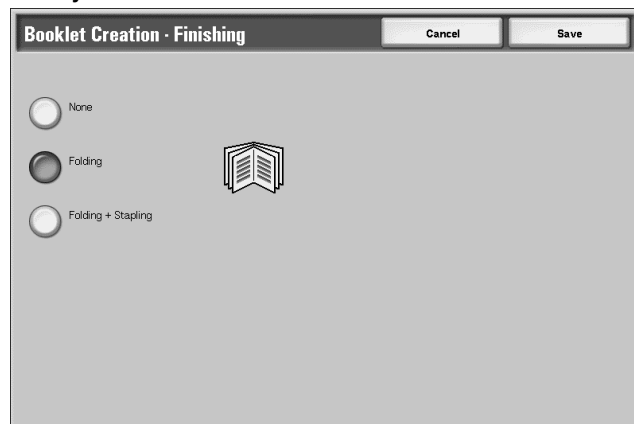 Booklet Creation - Finishing
Cancel
Save
None
Folding
Folding + Stapling